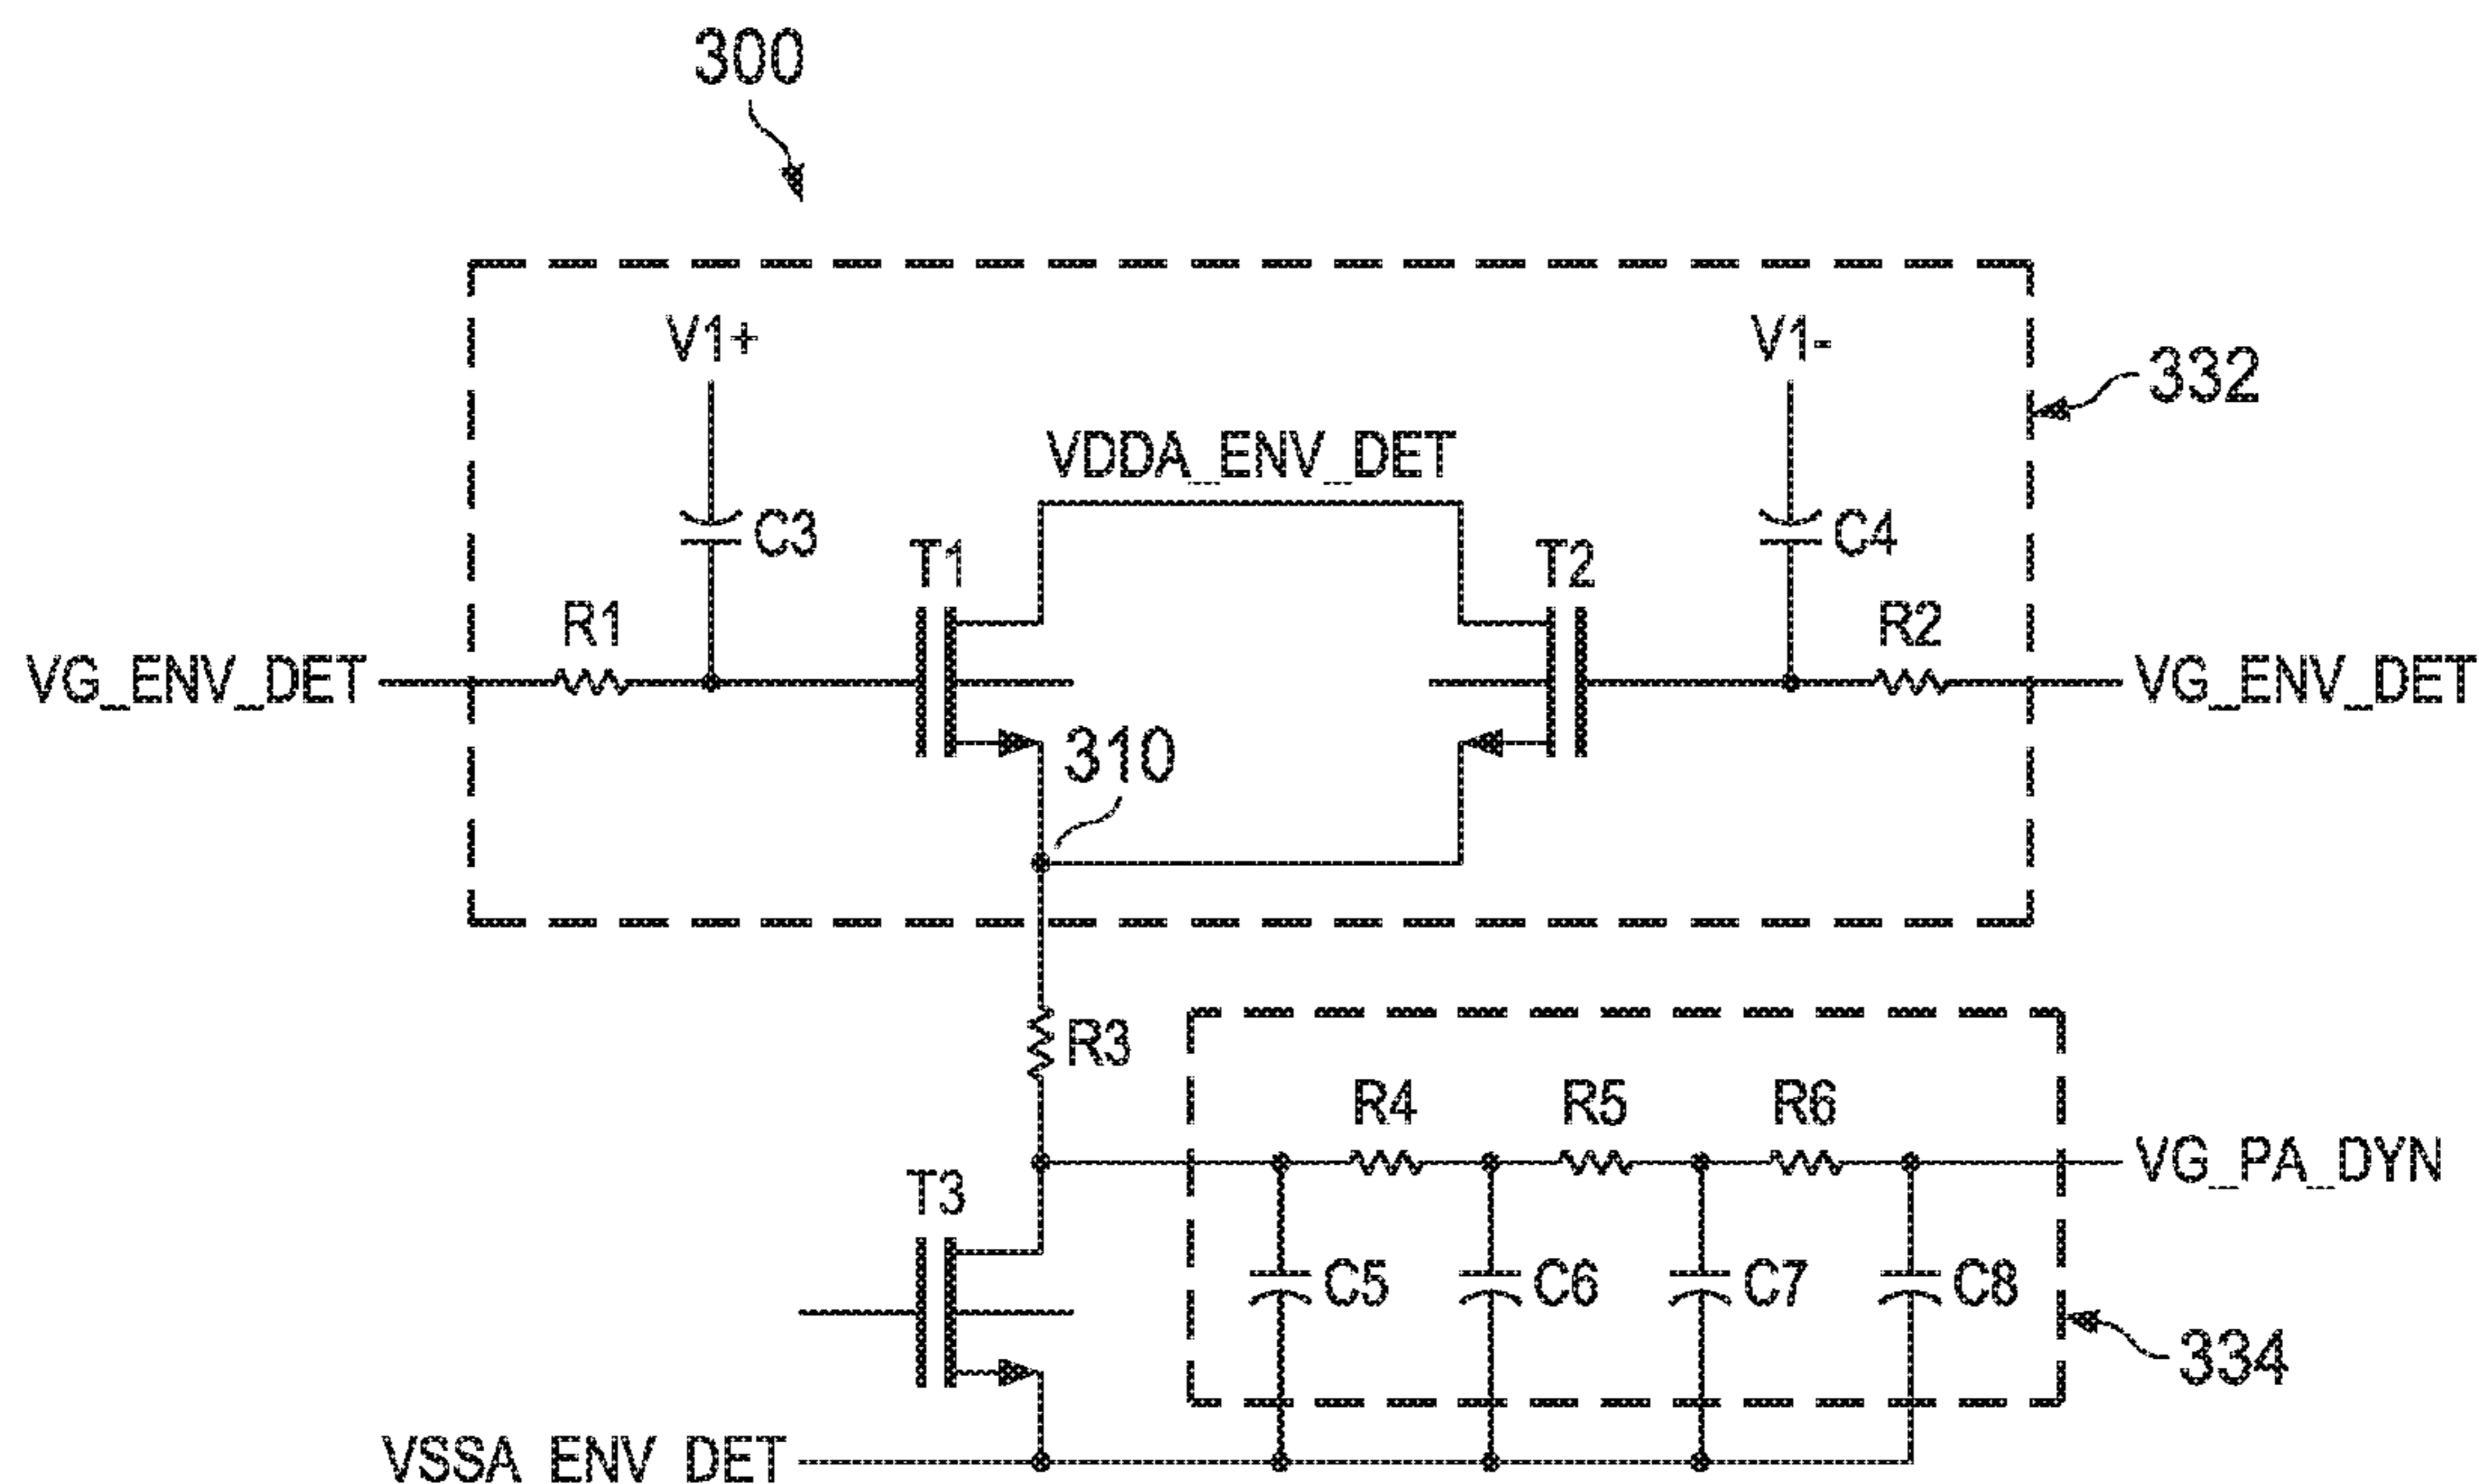 300
V1+
V1-
332
VDDA_ENV_DET
C3
C4
T1
T2
R1
R2
VG_ENV_DET
VG_ENV_DET
310
R3
R4
R5
R6
VG_PA_DYN
T3
C5
C6
C7
C8
334
VSSA_ENV_DET